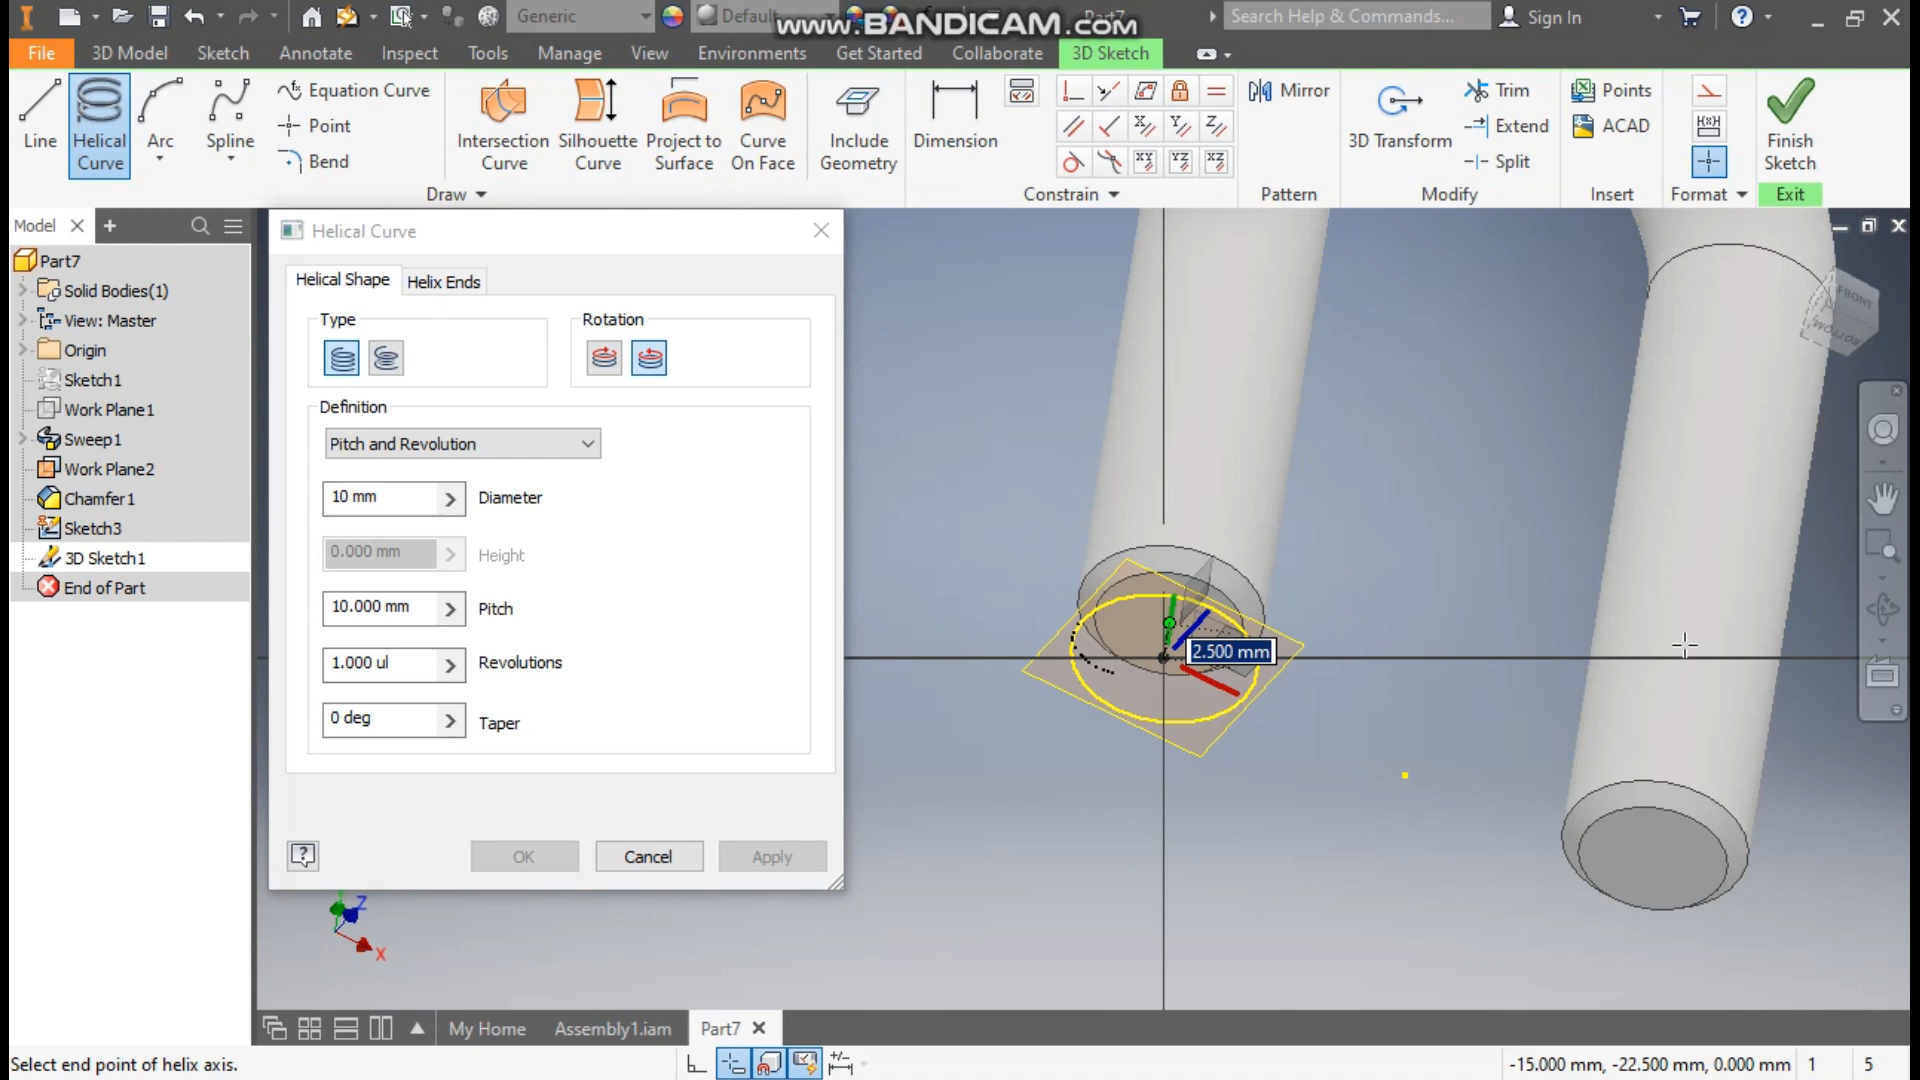 Generic
Default
www.BANDICAM.com
Part7
Search Help & Commands...
Sign In
File
3D Model
Sketch
Annotate
Inspect
Tools
Manage
View
Environments
Get Started
Collaborate
3D Sketch
Line
Helical Curve
Arc
Spline
Equation Curve
Point
Bend
Intersection Curve
Silhouette Curve
Project to Surface
Curve On Face
Include Geometry
Dimension
Mirror
3D Transform
Trim
Extend
Split
Points
ACAD
Finish Sketch
Draw
Constrain
Pattern
Modify
Insert
Format
Exit
Model
Part7
Solid Bodies(1)
View: Master
Origin
Sketch1
Work Plane1
Sweep1
Work Plane2
Chamfer1
Sketch3
3D Sketch1
End of Part
Helical Curve
Helical Shape
Helix Ends
Type
Rotation
Definition
Pitch and Revolution
10 mm
Diameter
0.000 mm
Height
10.000 mm
Pitch
1.000 ul
Revolutions
0 deg
Taper
OK
Cancel
Apply
2.500 mm
FRONT
BOTTOM
Z
X
My Home
Assembly1.iam
Part7
Select end point of helix axis.
-15.000 mm, -22.500 mm, 0.000 mm
1
5